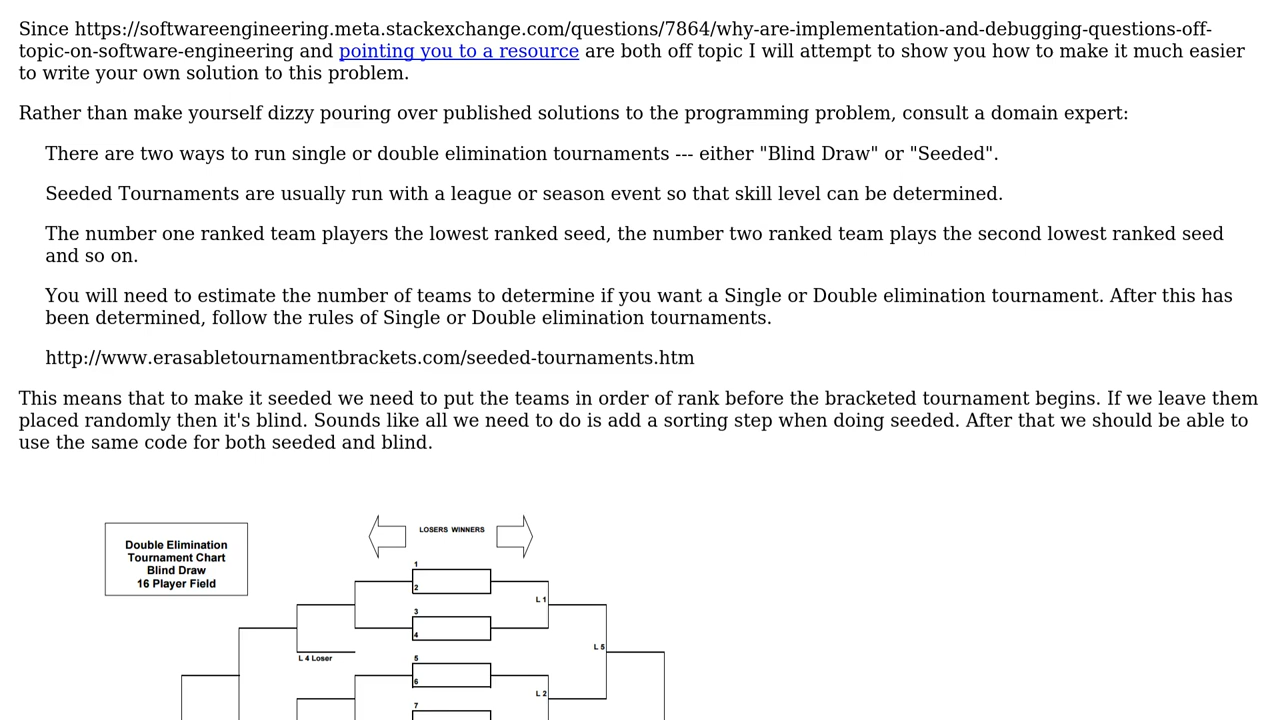 Since https://softwareengineering.meta.stackexchange.com/questions/7864/why-are-implementation-and-debugging-questions-off-
topic-on-software-engineering and pointing you to a resource are both off topic I will attempt to show you how to make it much easier
to write your own solution to this problem.
Rather than make yourself dizzy pouring over published solutions to the programming problem, consult a domain expert:
There are two ways to run single or double elimination tournaments --- either "Blind Draw" or "Seeded".
Seeded Tournaments are usually run with a league or season event so that skill level can be determined.
The number one ranked team players the lowest ranked seed, the number two ranked team plays the second lowest ranked seed
and so on.
You will need to estimate the number of teams to determine if you want a Single or Double elimination tournament. After this has
been determined, follow the rules of Single or Double elimination tournaments.
http://www.erasabletournamentbrackets.com/seeded-tournaments.htm
This means that to make it seeded we need to put the teams in order of rank before the bracketed tournament begins. If we leave them
placed randomly then it's blind. Sounds like all we need to do is add a sorting step when doing seeded. After that we should be able to
use the same code for both seeded and blind.
LOSERS WINNERS
Double Elimination
Tournament Chart
Blind Draw
16 Player Field
1
2
L 1
3
4
L 5
L 4 Loser
5
6
L 2
7